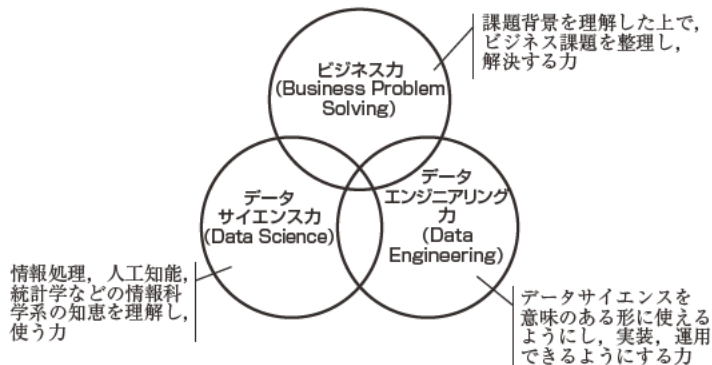 課題背景を理解した上で，
ビジネス課題を整理し，
解決する力
ビジネス力
(Business Problem
Solving)
データ
サイエンス力
(Data Science)
データ
エンジニアリング
力
(Data
Engineering)
情報処理，人工知能，
統計学などの情報科
学系の知恵を理解し，
使う力
データサイエンスを
意味のある形に使える
ようにし，実装，運用
できるようにする力